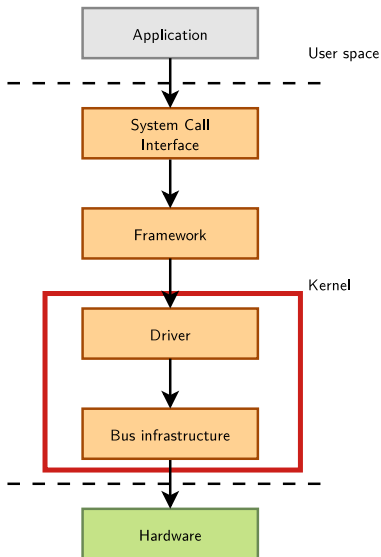 Application
User space
System Call
Interface
Framework
Kernel
Driver
Bus infrastructure
Hardware